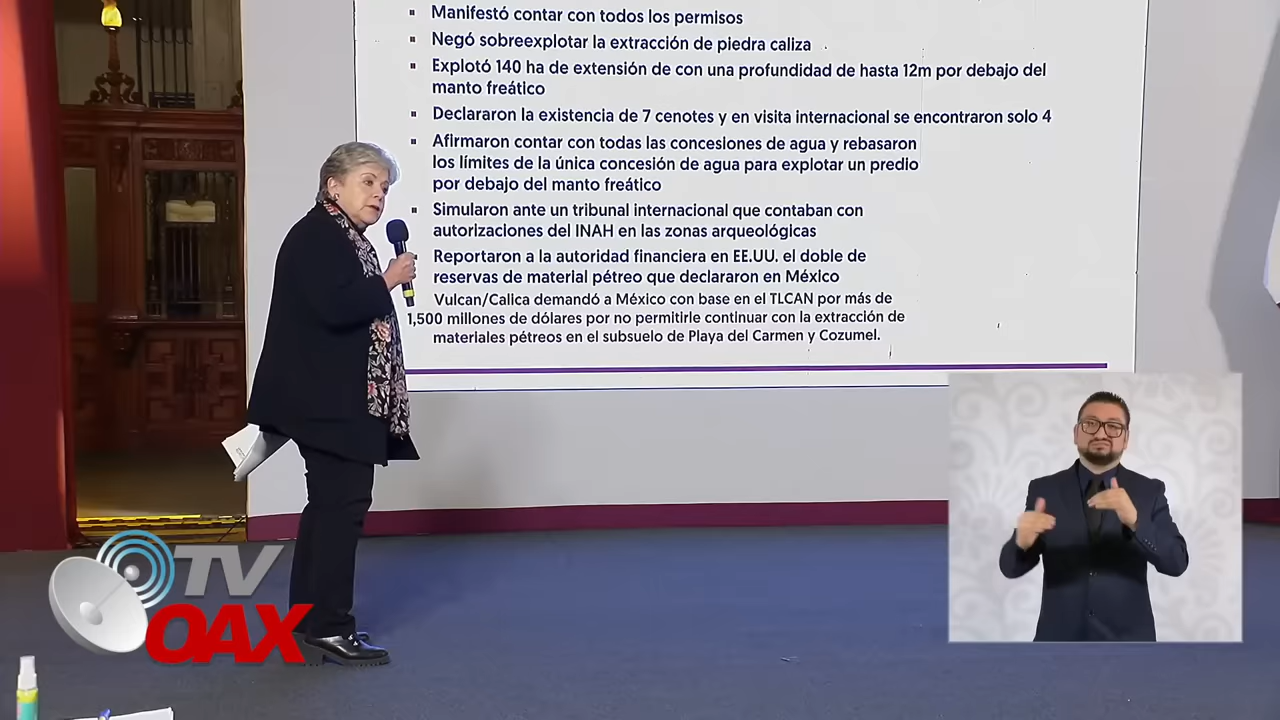 Manifestó contar con todos los permisos
Negó sobreexplotar la extracción de piedra caliza
Explotó 140 ha de extensión de con una profundidad de hasta 12m por debajo del
manto freático
Declararon la existencia de 7 cenotes y en visita internacional se encontraron solo 4
Afirmaron contar con todas las concesiones de agua y rebasaron
los límites de la única concesión de agua para explotar un predio
por debajo del manto freático
Simularon ante un tribunal internacional que contaban con
autorizaciones del INAH en las zonas arqueológicas
Reportaron a la autoridad financiera en EE.UU. el doble de
reservas de material pétreo que declararon en México
Vulcan/Calica demandó a México con base en el TLCAN por más de
1,500 millones de dólares por no permitirle continuar con la extracción de
materiales pétreos en el subsuelo de Playa del Carmen y Cozumel.
TV
OAX